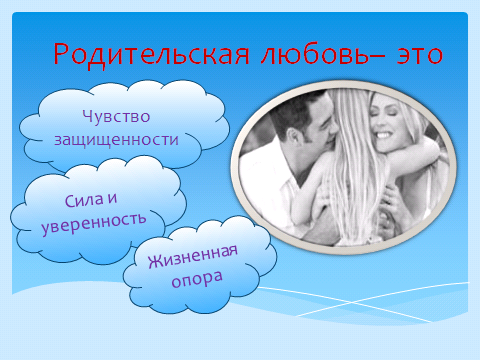 Родительская любовь– это
Чувство
защищенности
Сила и
уверенность
Жизненная
опора